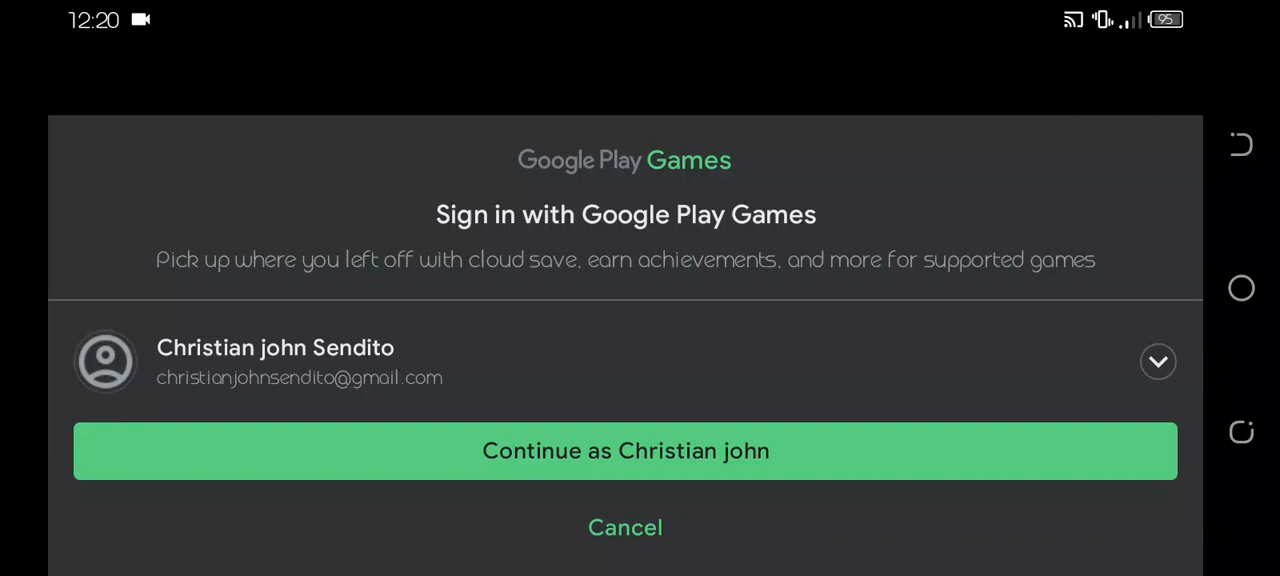 12:20
95
Google Play Games
Sign in with Google Play Games
Pick up where you left off with cloud save, earn achievements, and more for supported games
Christian john Sendito
christianjohnsendito@gmail.com
Continue as Christian john
Cancel